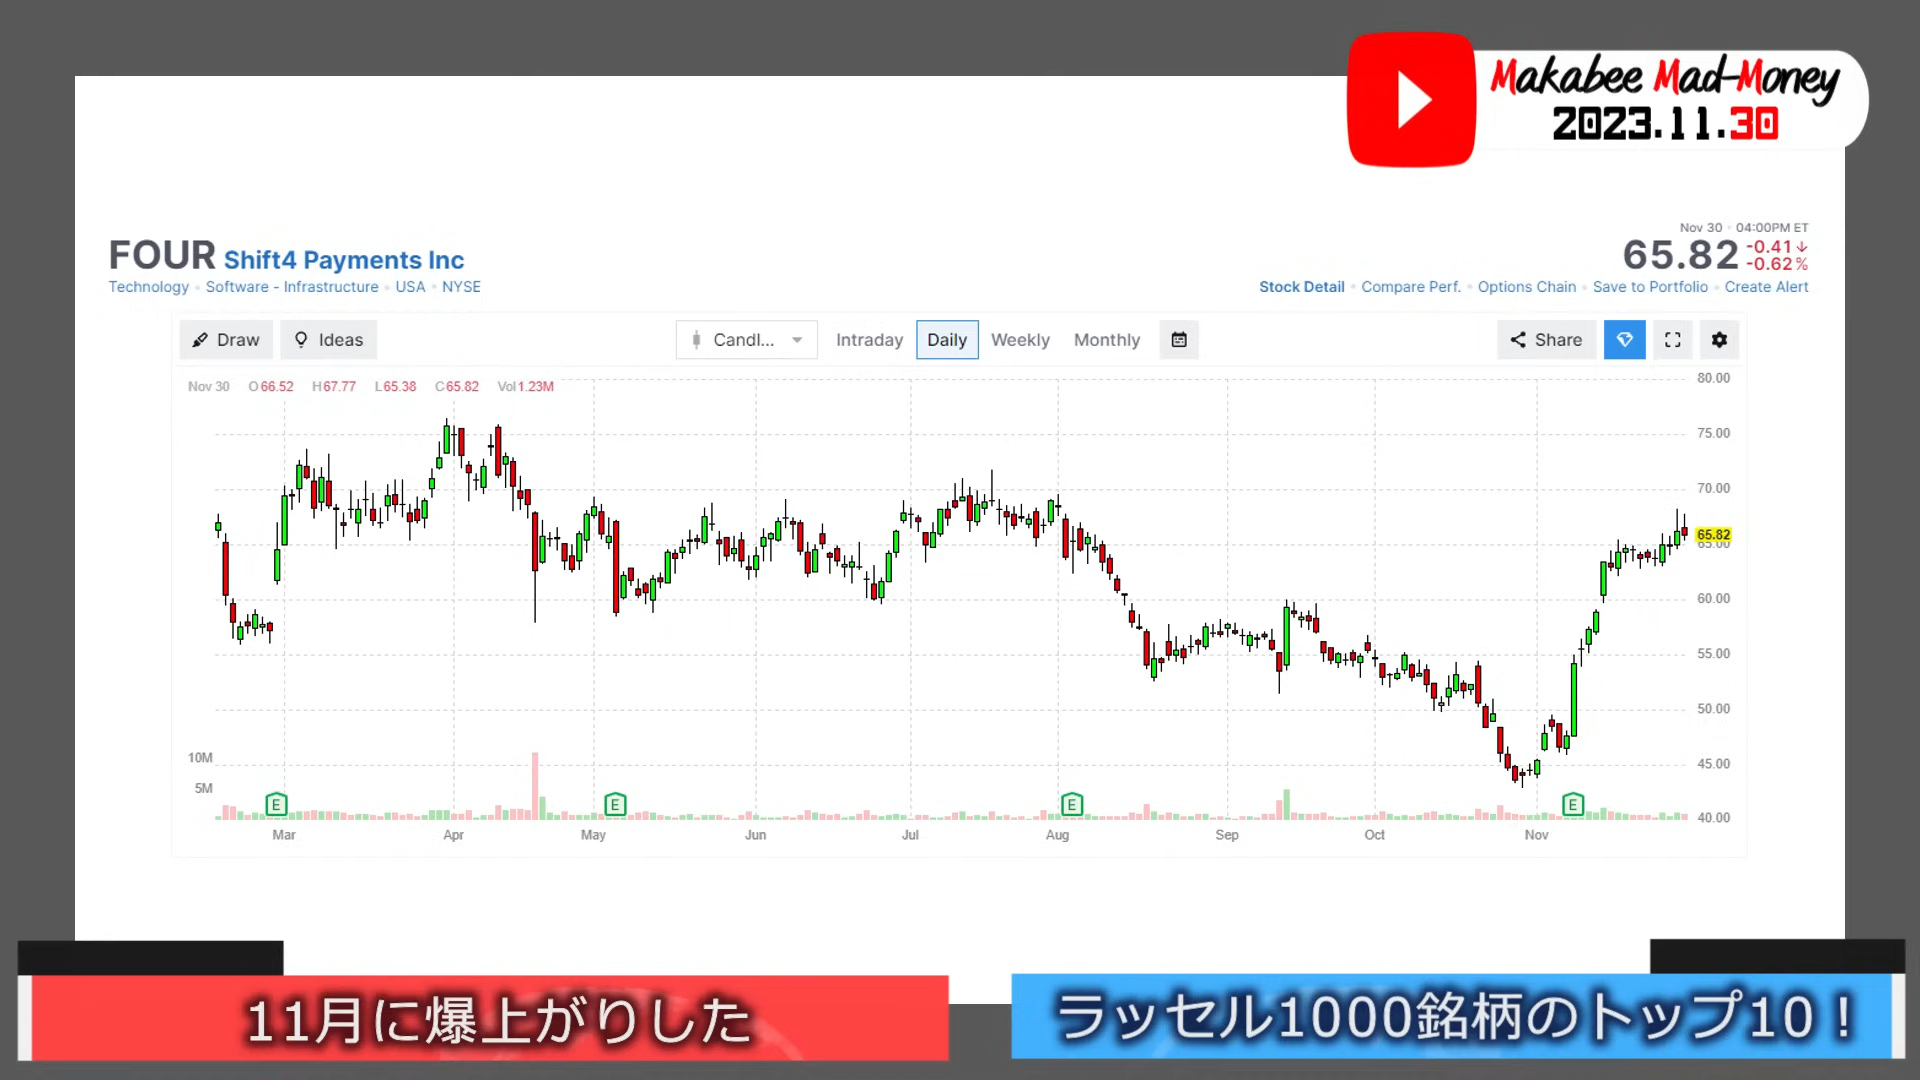 Makabee Mad-Money
2023.11.30
Nov 30 • 04:00PM ET
FOUR Shift4 Payments Inc
65.82 -0.41↓
-0.62%
Technology • Software - Infrastructure • USA • NYSE
Stock Detail • Compare Perf. • Options Chain • Save to Portfolio • Create Alert
Draw Ideas Candl... Intraday Daily Weekly Monthly Share
Nov 30 O66.52 H67.77 L65.38 C65.82 Vol1.23M
80.00
75.00
70.00
65.82
65.00
60.00
55.00
50.00
10M 45.00
5M
E E E E
40.00
Mar Apr May Jun Jul Aug Sep Oct Nov
11月に爆上がりした
ラッセル1000銘柄のトップ10！